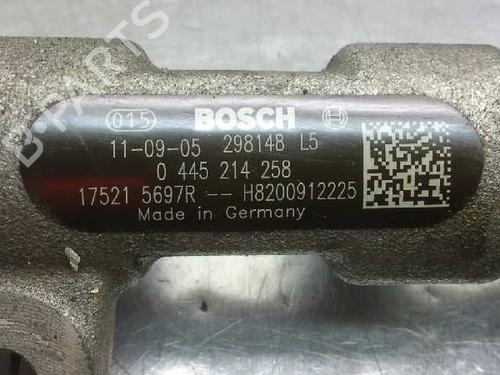 B-PARTS
015 BOSCH
11-09-05 298148 L5
0 445 214 258
17521 5697R -- H8200912225
Made in Germany